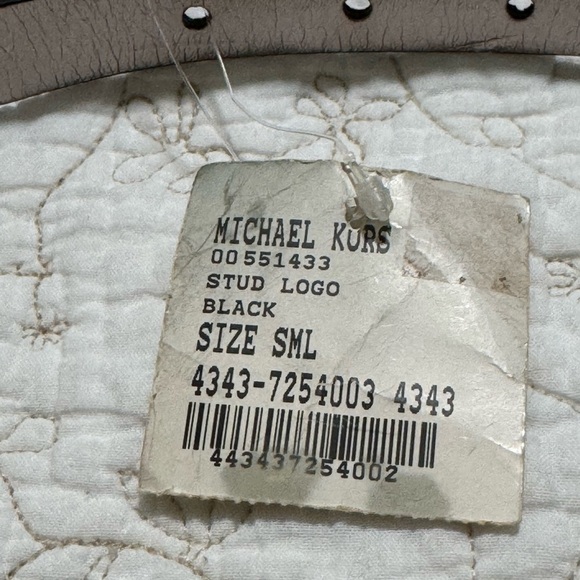 MICHAEL KORS
00551433
STUD LOGO
BLACK
SIZE SML
4343-7254003 4343
443437254002